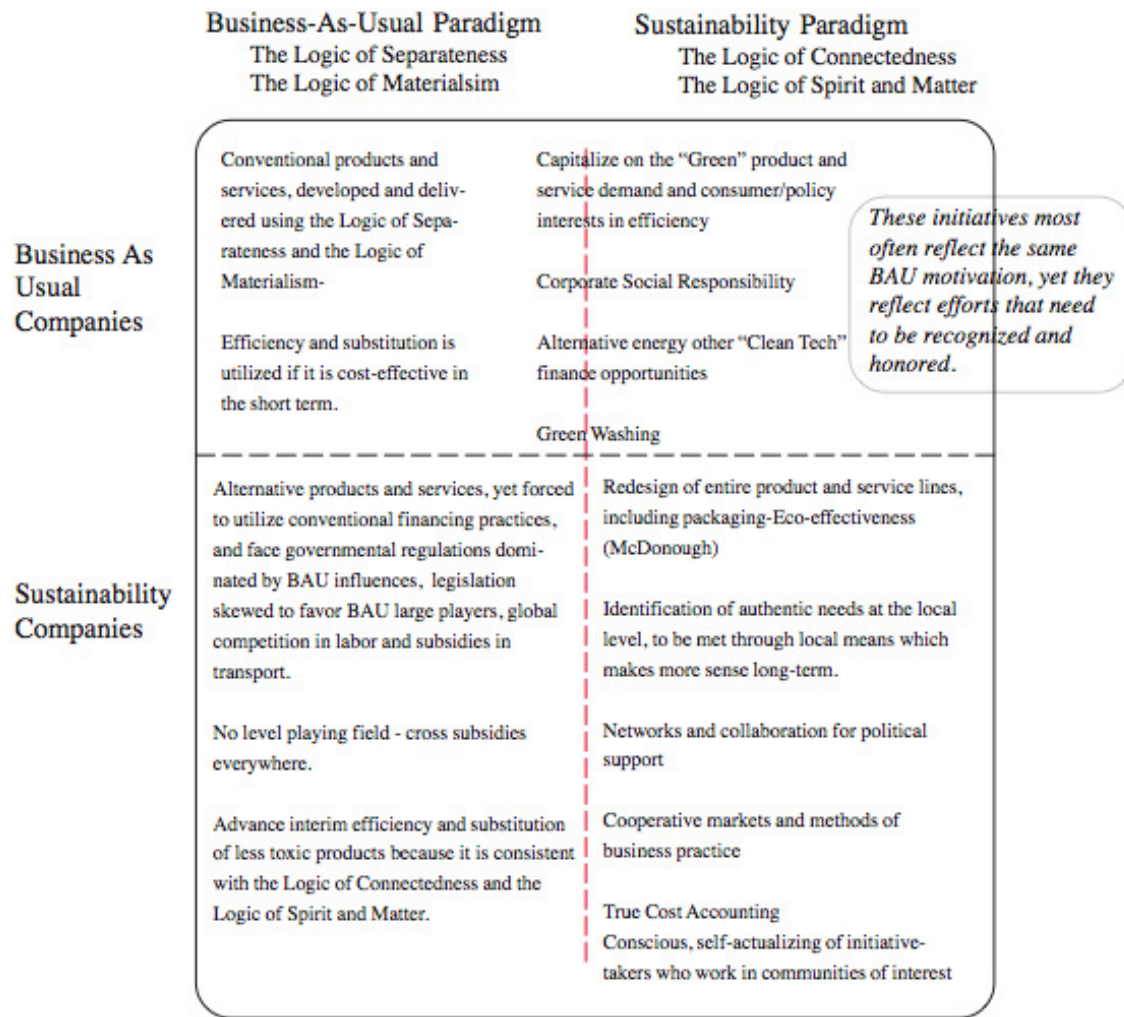 Business-As-Usual Paradigm
The Logic of Separateness
The Logic of Materialsim
Sustainability Paradigm
The Logic of Connectedness
The Logic of Spirit and Matter
Business As
Usual
Companies
Conventional products and
services, developed and deliv-
ered using the Logic of Sepa-
rateness and the Logic of
Materialism-
Efficiency and substitution is
utilized if it is cost-effective in
the short term.
Capitalize on the “Green” product and
service demand and consumer/policy
interests in efficiency
Corporate Social Responsibility
Alternative energy other “Clean Tech”
finance opportunities
Green Washing
These initiatives most
often reflect the same
BAU motivation, yet they
reflect efforts that need
to be recognized and
honored.
Sustainability
Companies
Alternative products and services, yet forced
to utilize conventional financing practices,
and face governmental regulations domi-
nated by BAU influences, legislation
skewed to favor BAU large players, global
competition in labor and subsidies in
transport.
No level playing field - cross subsidies
everywhere.
Advance interim efficiency and substitution
of less toxic products because it is consistent
with the Logic of Connectedness and the
Logic of Spirit and Matter.
Redesign of entire product and service lines,
including packaging-Eco-effectiveness
(McDonough)
Identification of authentic needs at the local
level, to be met through local means which
makes more sense long-term.
Networks and collaboration for political
support
Cooperative markets and methods of
business practice
True Cost Accounting
Conscious, self-actualizing of initiative-
takers who work in communities of interest